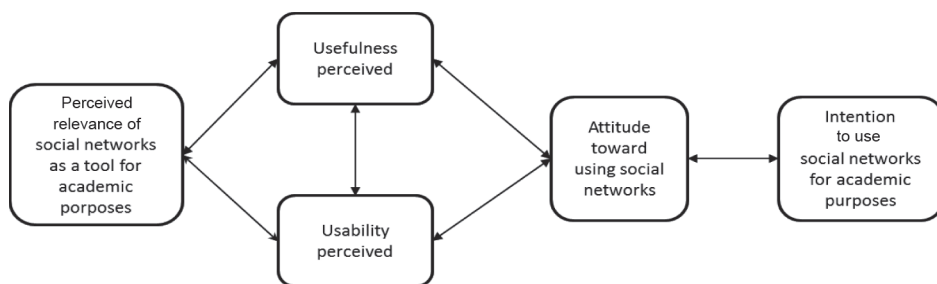 Perceived
relevance of
social networks
as a tool for
academic
porposes
Usefulness
perceived
Usability
perceived
Attitude
toward
using social
networks
Intention
to use
social networks
for academic
purposes